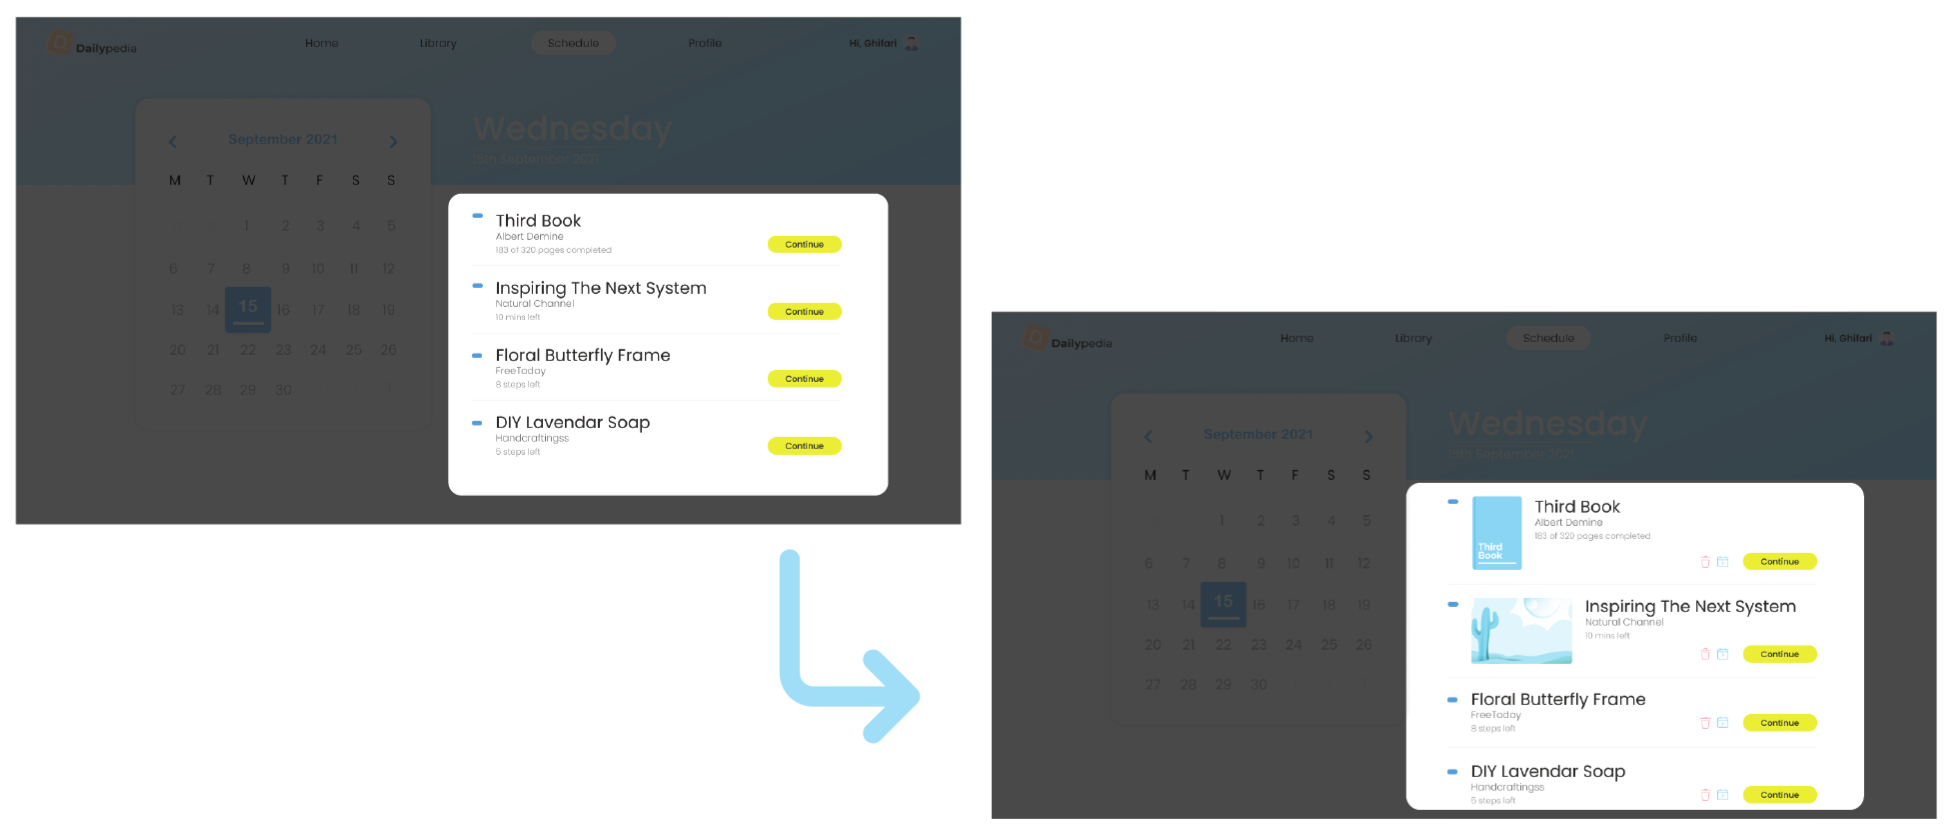 Dailypedia
Home Library Schedule Profile Hi, Ghifari
September 2021
M T W T F S S
1 2 3 4 5
6 7 8 9 10 11 12
13 14 15 16 17 18 19
20 21 22 23 24 25 26
27 28 29 30
Wednesday
15th September 2021
Third Book
Albert Demine
183 of 320 pages completed
Continue
Inspiring The Next System
Natural Channel
10 mins left
Continue
Floral Butterfly Frame
FreeToday
8 steps left
Continue
DIY Lavendar Soap
Handcraftingss
5 steps left
Continue
Dailypedia
Home Library Schedule Profile Hi, Ghifari
September 2021
M T W T F S S
1 2 3 4 5
6 7 8 9 10 11 12
13 14 15 16 17 18 19
20 21 22 23 24 25 26
27 28 29 30
Wednesday
15th September 2021
Third
Book
Third Book
Albert Demine
183 of 320 pages completed
Continue
Inspiring The Next System
Natural Channel
10 mins left
Continue
Floral Butterfly Frame
FreeToday
8 steps left
Continue
DIY Lavendar Soap
Handcraftingss
5 steps left
Continue